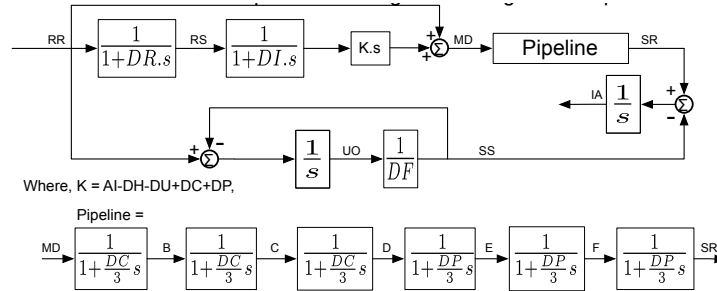 RR
1
1+DR.s
RS
1
1+DI.s
K.s
+
+
Σ
MD
Pipeline
SR
+
Σ
-
IA
1
s
+
-
Σ
1
s
UO
1
DF
SS
Where, K = AI-DH-DU+DC+DP,
Pipeline =
MD
1
1+DC/3 s
B
1
1+DC/3 s
C
1
1+DC/3 s
D
1
1+DP/3 s
E
1
1+DP/3 s
F
1
1+DP/3 s
SR